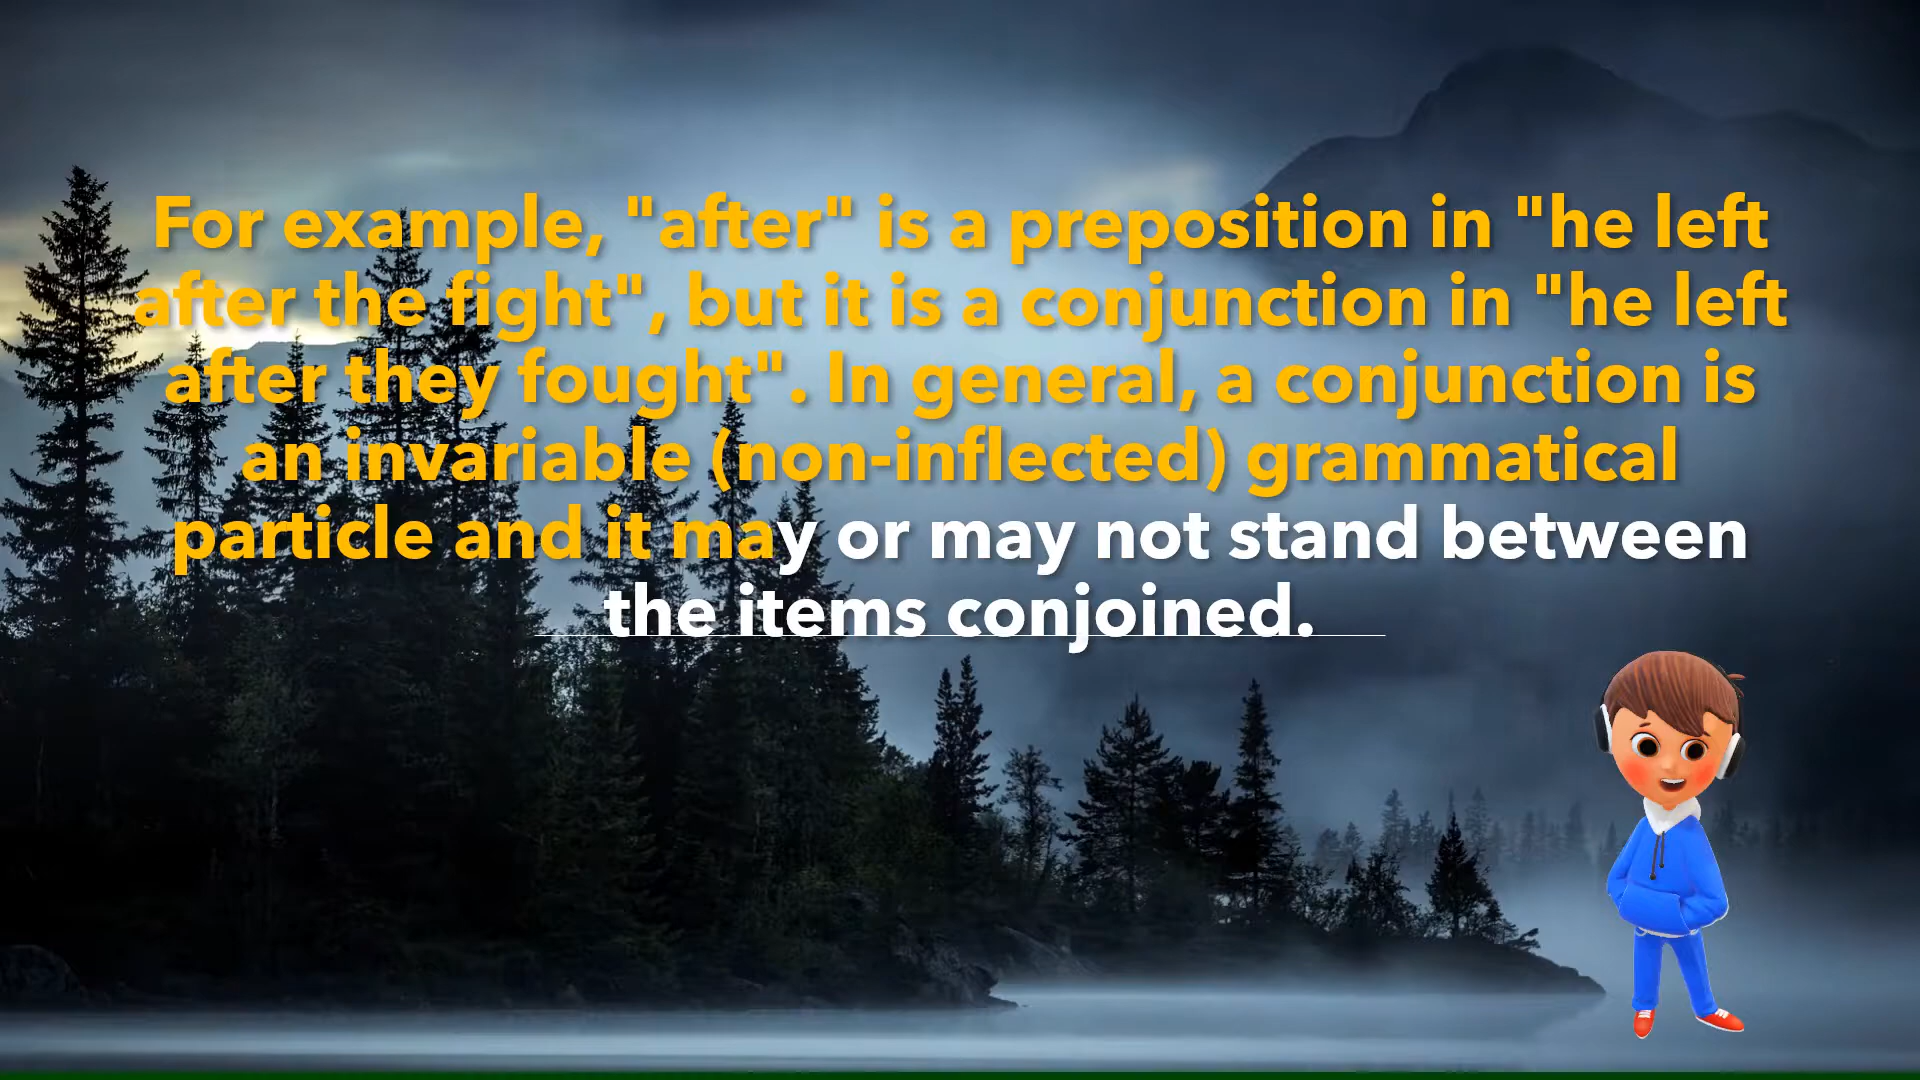 For example, "after" is a preposition in "he left
after the fight", but it is a conjunction in "he left
after they fought". In general, a conjunction is
an invariable (non-inflected) grammatical
particle and it may or may not stand between
the items conjoined.